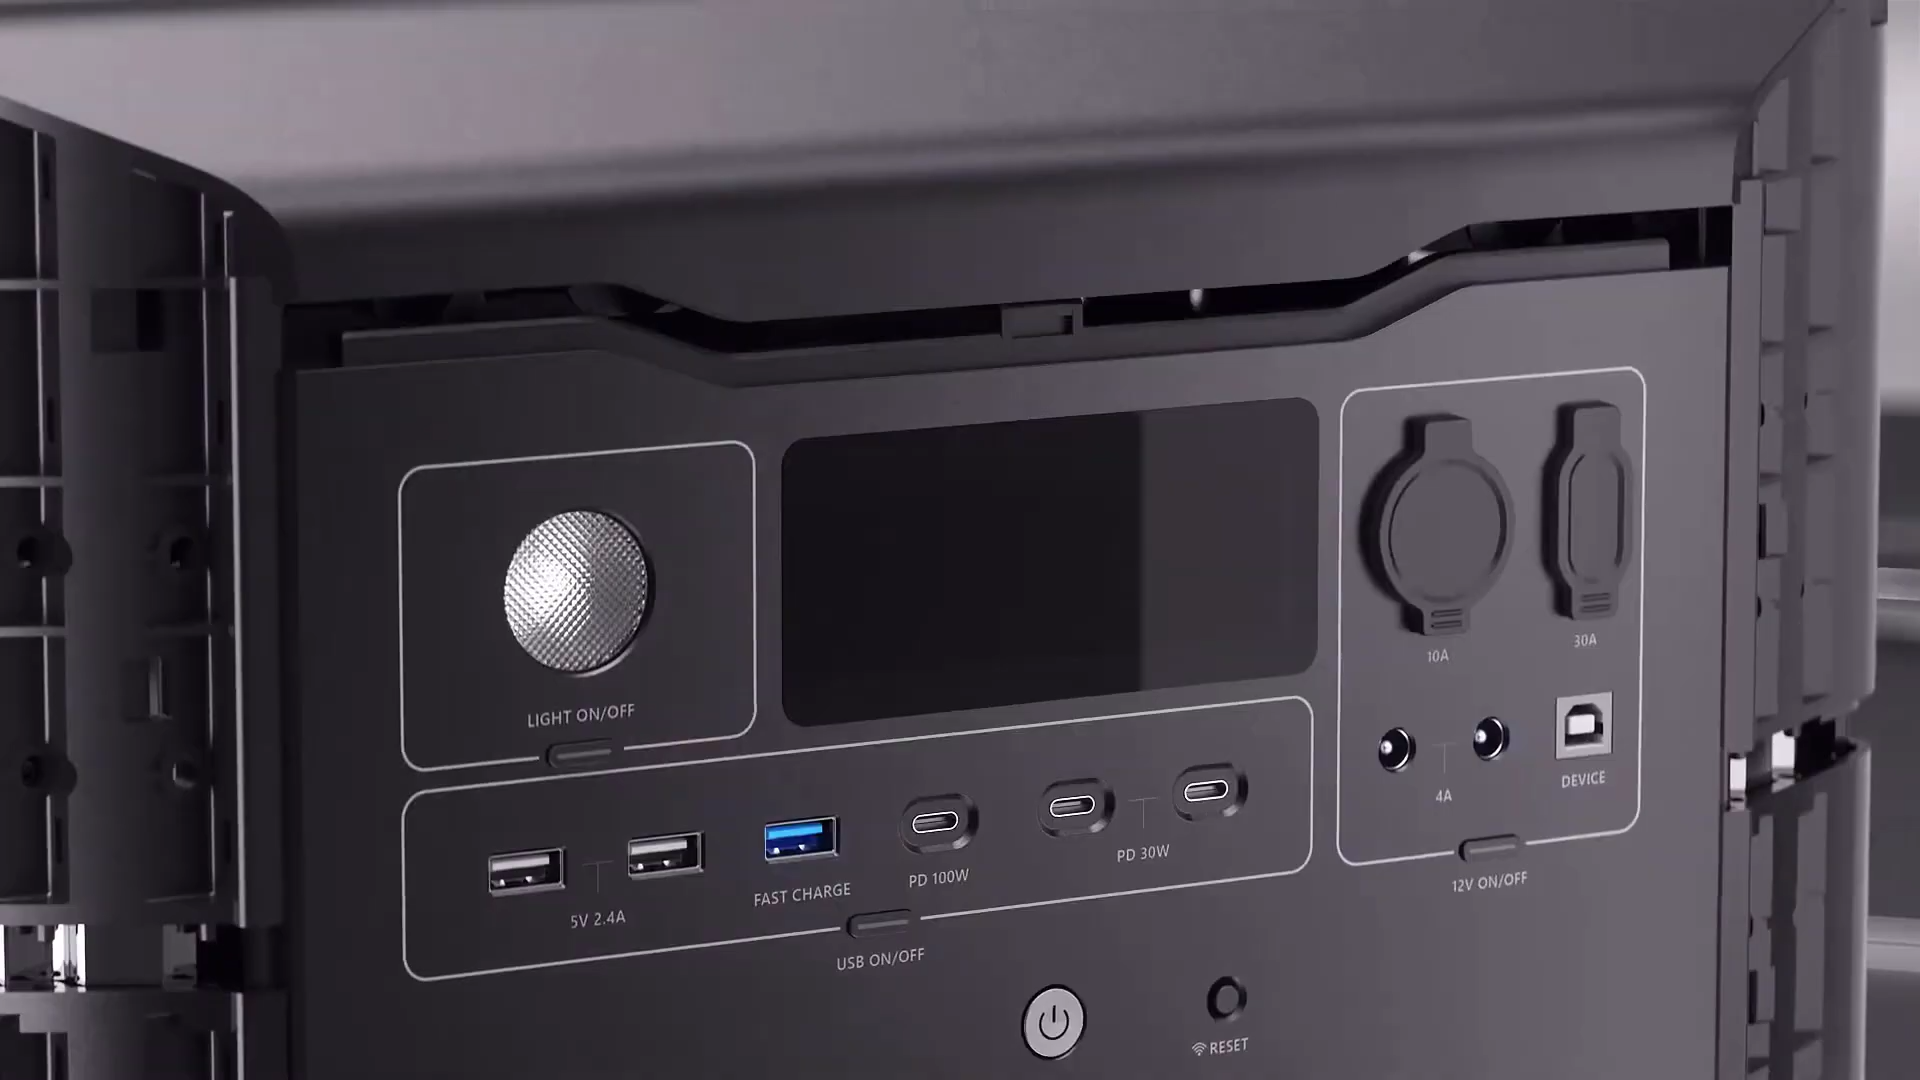 LIGHT ON/OFF
5V 2.4A
FAST CHARGE
PD 100W
PD 30W
USB ON/OFF
10A
30A
4A
DEVICE
12V ON/OFF
RESET